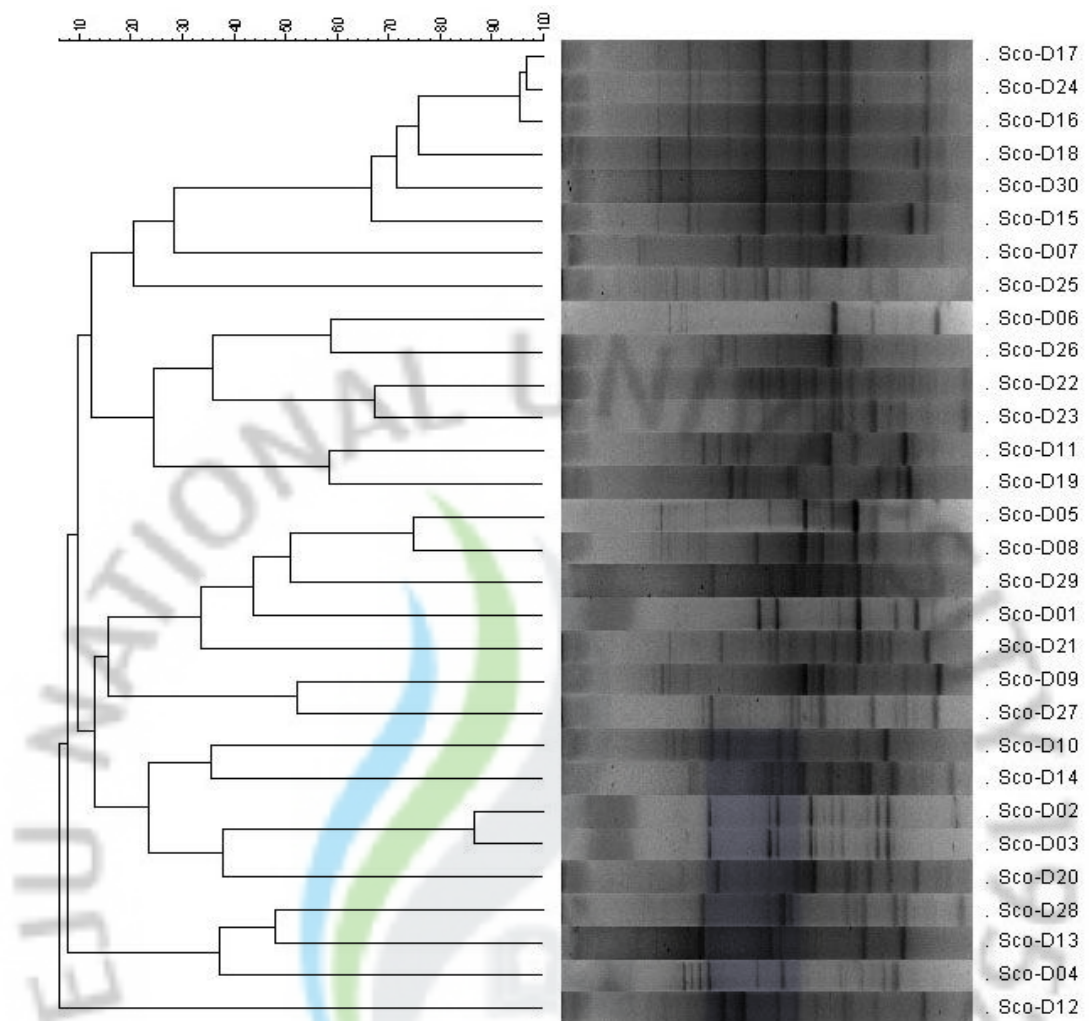 10 20 30 40 50 60 70 80 90 100
. Sco-D17
. Sco-D24
. Sco-D16
. Sco-D18
. Sco-D30
. Sco-D15
. Sco-D07
. Sco-D25
. Sco-D06
. Sco-D26
. Sco-D22
. Sco-D23
. Sco-D11
. Sco-D19
. Sco-D05
. Sco-D08
. Sco-D29
. Sco-D01
. Sco-D21
. Sco-D09
. Sco-D27
. Sco-D10
. Sco-D14
. Sco-D02
. Sco-D03
. Sco-D20
. Sco-D28
. Sco-D13
. Sco-D04
. Sco-D12
EJU NATIONAL UN